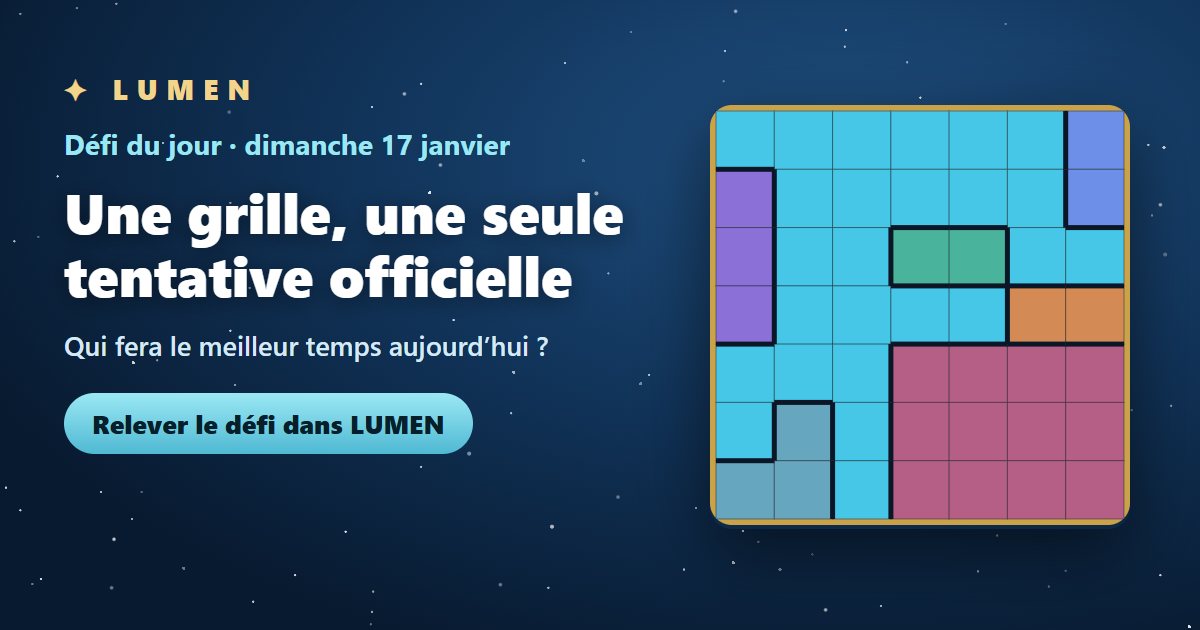 ✦ LUMEN
Défi du jour · dimanche 17 janvier
Une grille, une seule
tentative officielle
Qui fera le meilleur temps aujourd’hui ?
Relever le défi dans LUMEN